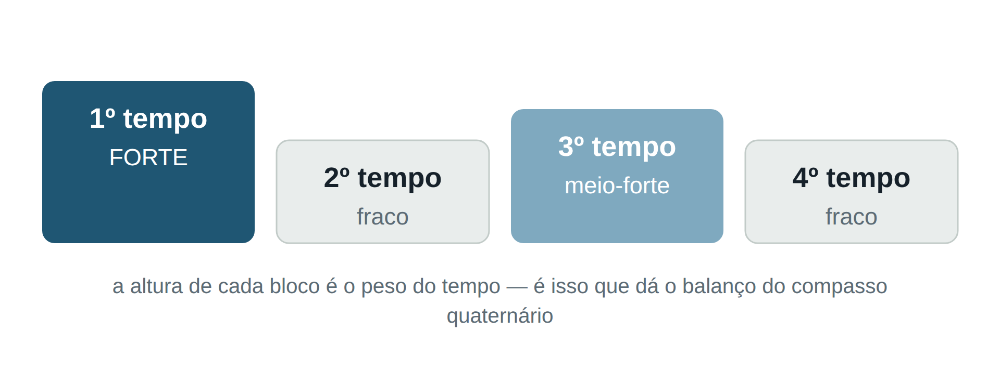 1º tempo
FORTE
2º tempo
fraco
3º tempo
meio-forte
4º tempo
fraco
a altura de cada bloco é o peso do tempo — é isso que dá o balanço do compasso
quaternário